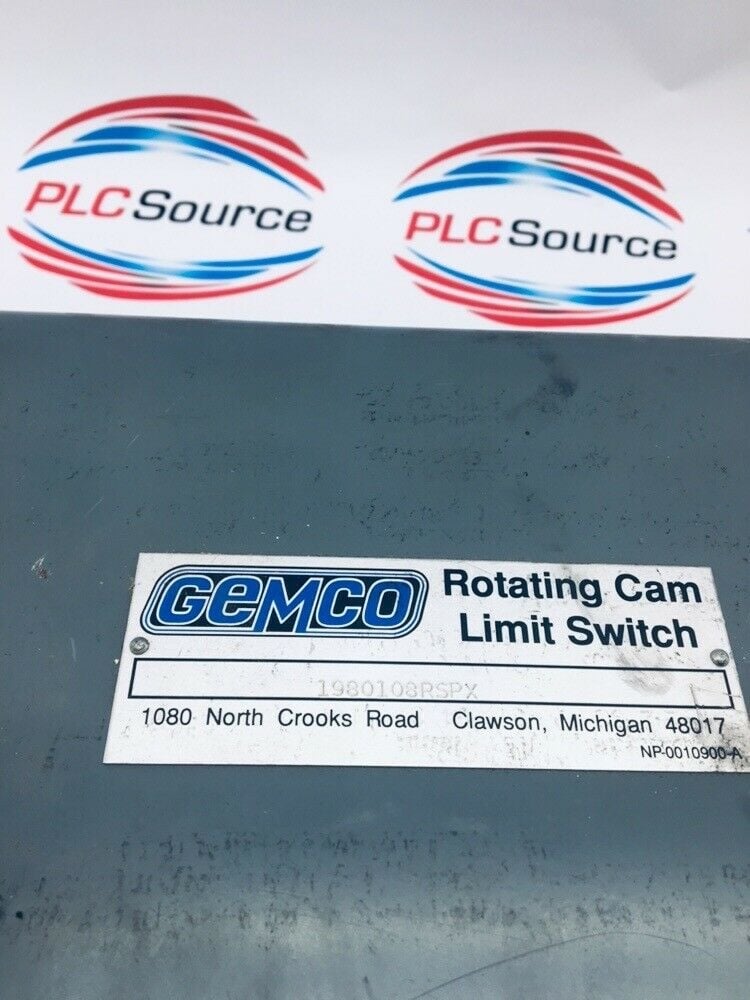 PLC Source
PLC Source
GEMCO
Rotating Cam
Limit Switch
1980108RSPX
1080 North Crooks Road Clawson, Michigan 48017
NP-0010900-A